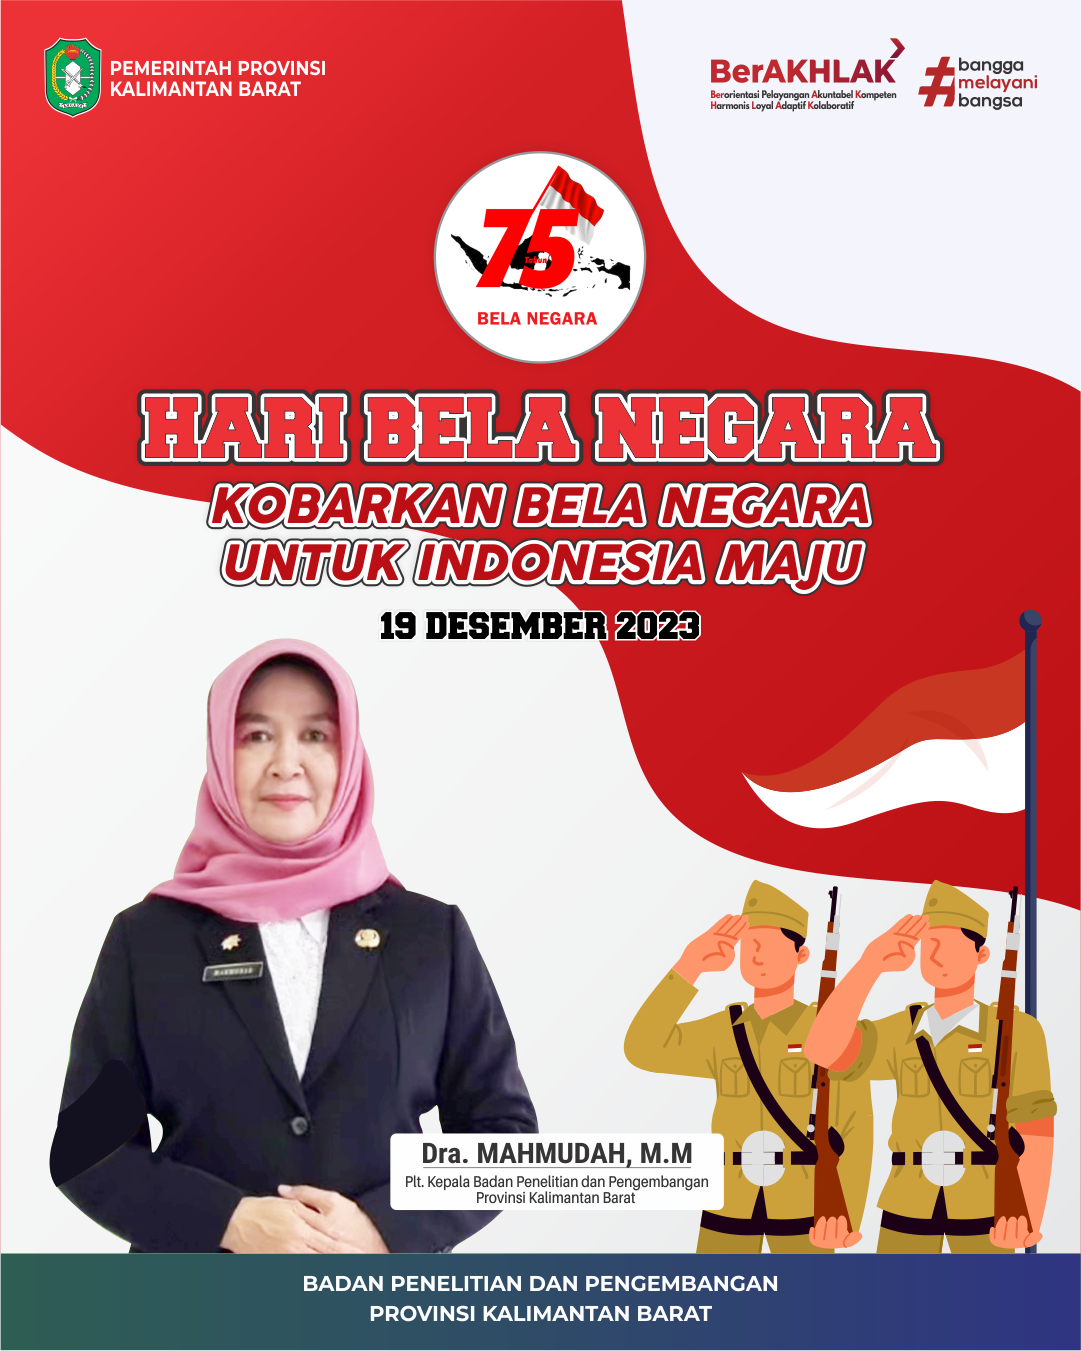 PEMERINTAH PROVINSI
KALIMANTAN BARAT
BerAKHLAK
Berorientasi Pelayangan Akuntabel Kompeten
Harmonis Loyal Adaptif Kolaboratif
#bangga
melayani
bangsa
75
Tahun
BELA NEGARA
HARI BELA NEGARA
KOBARKAN BELA NEGARA
UNTUK INDONESIA MAJU
19 DESEMBER 2023
MAHMUDAH
Dra. MAHMUDAH, M.M
Plt. Kepala Badan Penelitian dan Pengembangan
Provinsi Kalimantan Barat
BADAN PENELITIAN DAN PENGEMBANGAN
PROVINSI KALIMANTAN BARAT